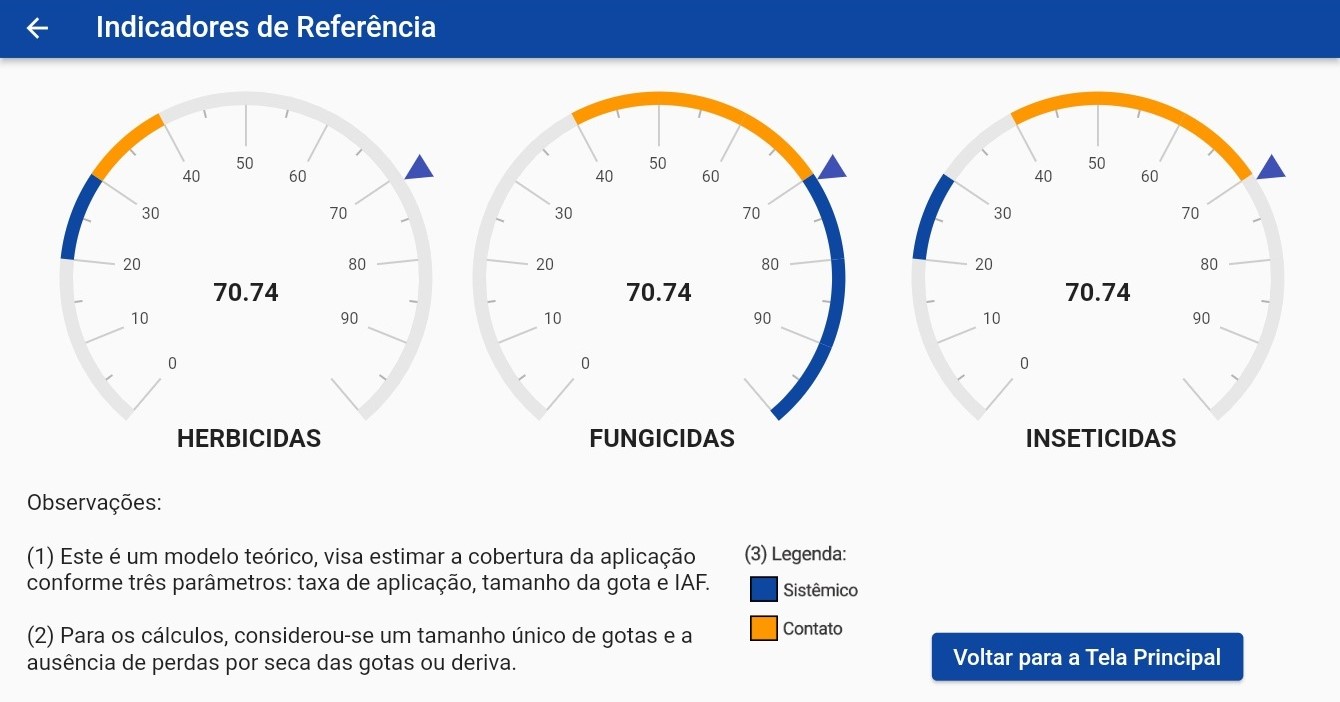 Indicadores de Referência
0
10
20
30
40
50
60
70
80
90
70.74
HERBICIDAS
0
10
20
30
40
50
60
70
80
90
70.74
FUNGICIDAS
0
10
20
30
40
50
60
70
80
90
70.74
INSETICIDAS
Observações:
(1) Este é um modelo teórico, visa estimar a cobertura da aplicação
conforme três parâmetros: taxa de aplicação, tamanho da gota e IAF.
(2) Para os cálculos, considerou-se um tamanho único de gotas e a
ausência de perdas por seca das gotas ou deriva.
(3) Legenda:
Sistêmico
Contato
Voltar para a Tela Principal